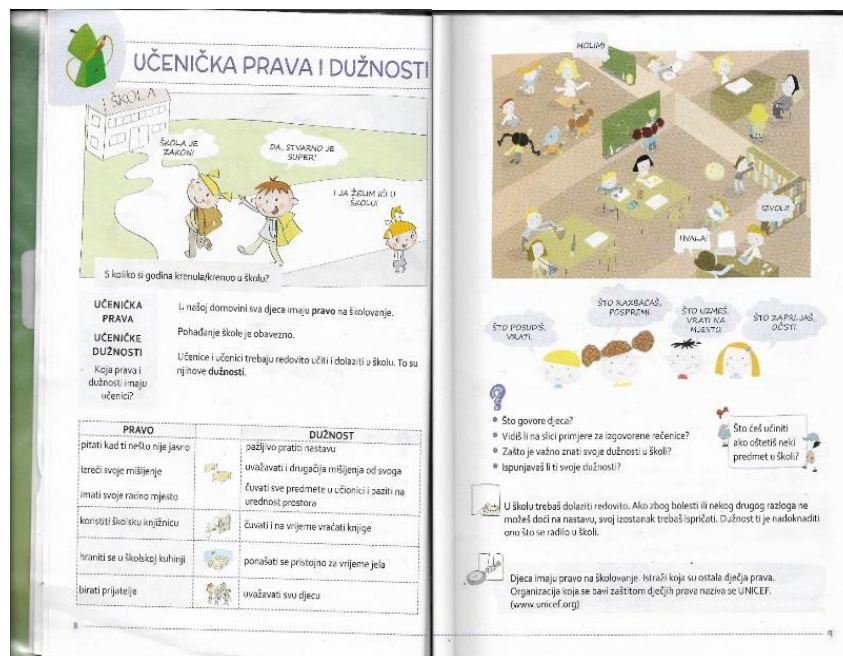 UČENIČKA PRAVA I DUŽNOSTI
ŠKOLA
ŠKOLA JE
ZAKON!
DA, STVARNO JE
SUPER!
I JA ŽELIM IĆI U
ŠKOLU!
S koliko si godina krenula/krenuo u školu?
UČENIČKA
PRAVA
UČENIČKE
DUŽNOSTI
Koja prava i
dužnosti imaju
učenici?
U našoj domovini sva djeca imaju pravo na školovanje.
Pohađanje škole je obavezno.
Učenice i učenici trebaju redovito učiti i dolaziti u školu. To su
njihove dužnosti.
PRAVO
DUŽNOST
pitati kad ti nešto nije jasno
pažljivo pratiti nastavu
izreći svoje mišljenje
uvažavati i drugačija mišljenja od svoga
imati svoje radno mjesto
čuvati sve predmete u učionici i paziti na
urednost prostora
koristiti školsku knjižnicu
čuvati i na vrijeme vraćati knjige
hraniti se u školskoj kuhinji
ponašati se pristojno za vrijeme jela
birati prijatelje
uvažavati svu djecu
8
MOLIM!
IZVOLI!
HVALA!
ŠTO POSUDIŠ,
VRATI.
ŠTO RAZBACAŠ,
POSPREMI.
ŠTO UZMEŠ,
VRATI NA
MJESTO.
ŠTO ZAPRLJAŠ,
OČISTI.
?
• Što govore djeca?
• Vidiš li na slici primjere za izgovorene rečenice?
• Zašto je važno znati svoje dužnosti u školi?
• Ispunjavaš li ti svoje dužnosti?
Što ćeš učiniti
ako oštetiš neki
predmet u školi?
U školu trebaš dolaziti redovito. Ako zbog bolesti ili nekog drugog razloga ne
možeš doći na nastavu, svoj izostanak trebaš ispričati. Dužnost ti je nadoknaditi
ono što se radilo u školi.
Djeca imaju pravo na školovanje. Istraži koja su ostala dječja prava.
Organizacija koja se bavi zaštitom dječjih prava naziva se UNICEF.
(www.unicef.org)
9